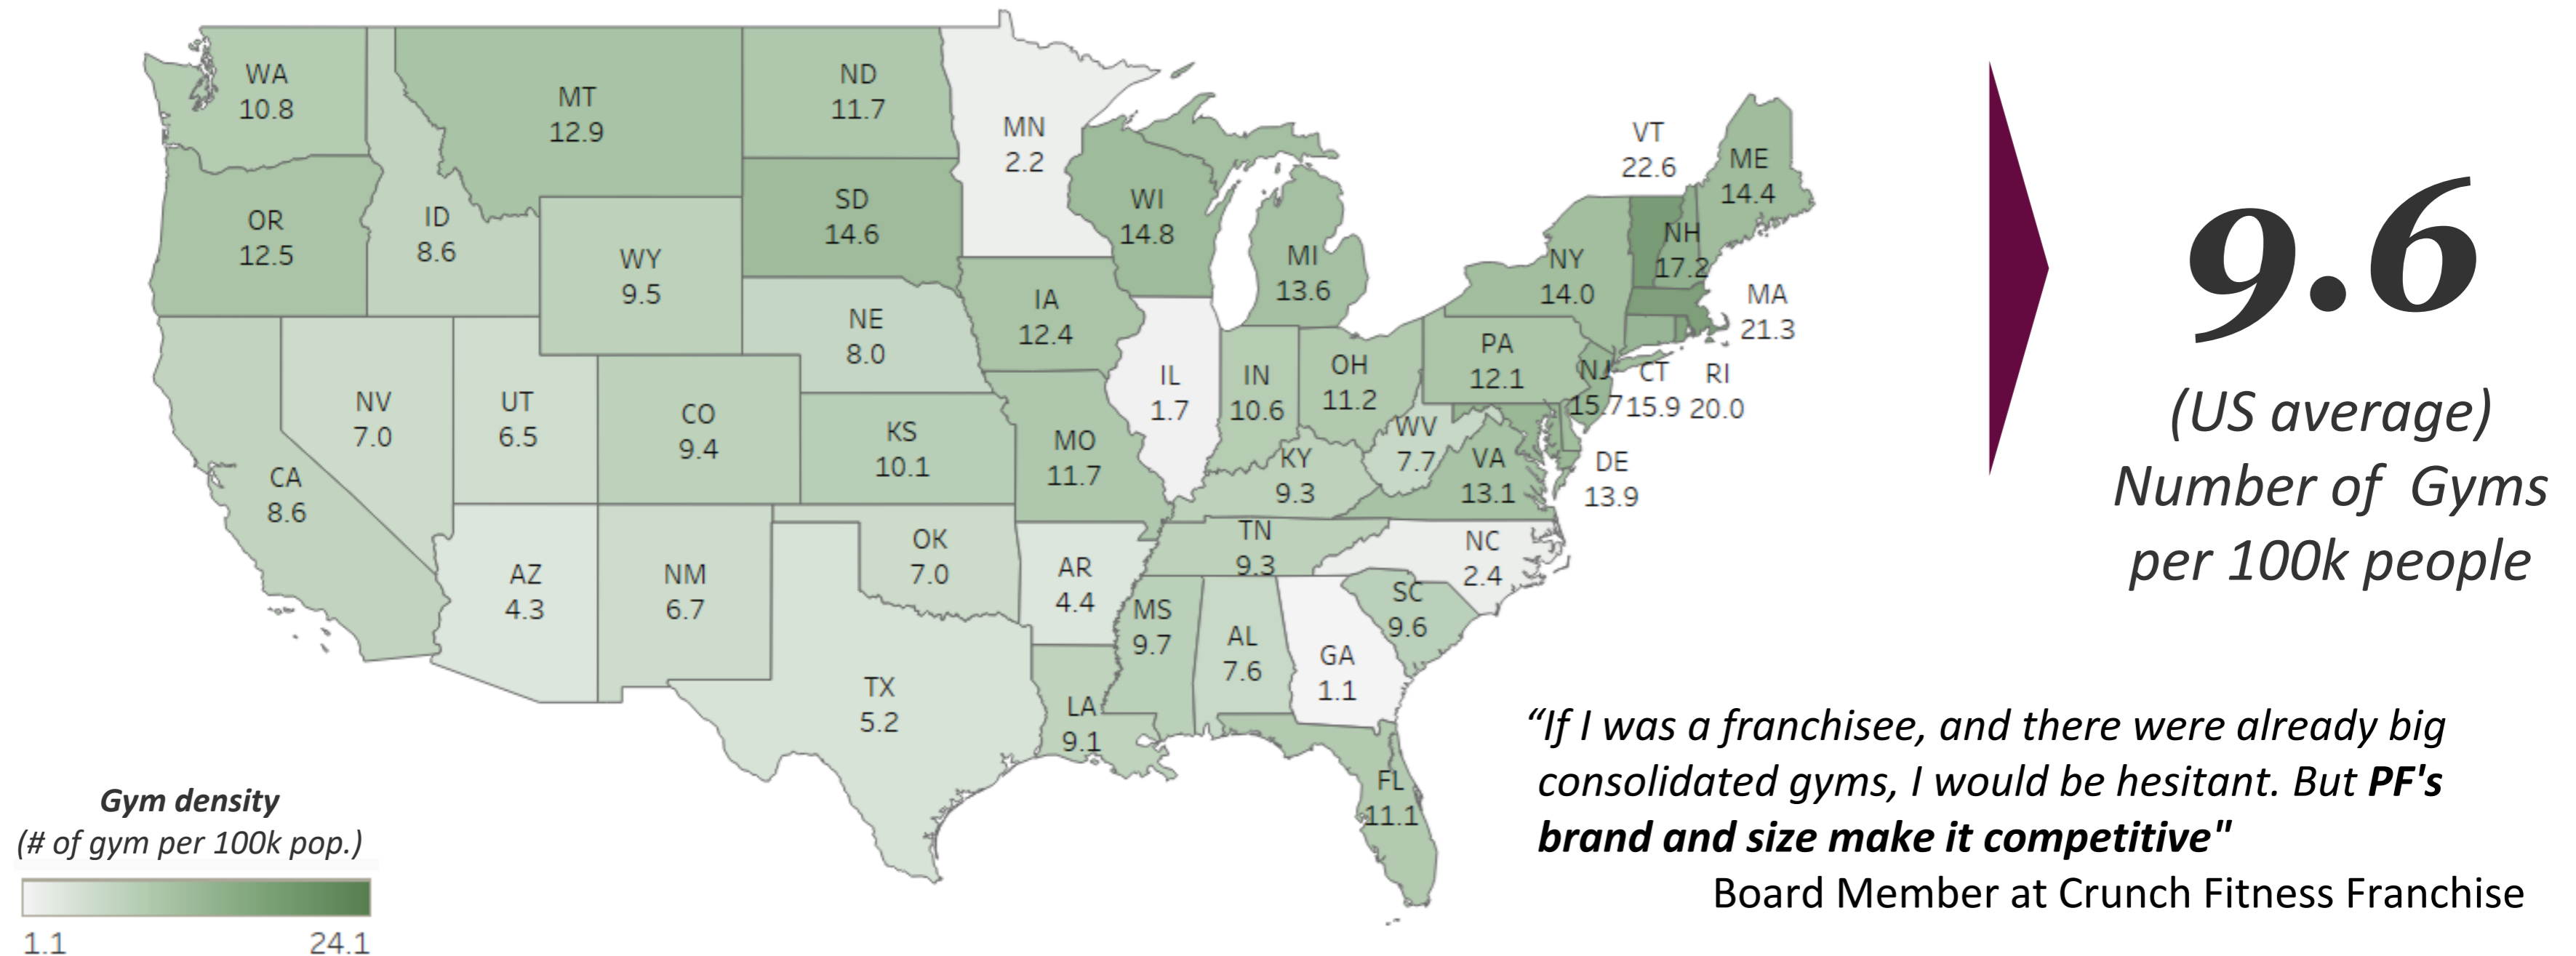 WA
10.8
MT
12.9
ND
11.7
MN
2.2
VT
22.6
ME
14.4
OR
12.5
ID
8.6
WY
9.5
SD
14.6
WI
14.8
MI
13.6
NY
14.0
NH
17.2
MA
21.3
NE
8.0
IA
12.4
IL
1.7
IN
10.6
OH
11.2
PA
12.1
NJ
15.7
CT
15.9
RI
20.0
NV
7.0
UT
6.5
CO
9.4
KS
10.1
MO
11.7
KY
9.3
WV
7.7
VA
13.1
DE
13.9
CA
8.6
AZ
4.3
NM
6.7
OK
7.0
AR
4.4
TN
9.3
NC
2.4
MS
9.7
AL
7.6
GA
1.1
SC
9.6
TX
5.2
LA
9.1
FL
11.1
9.6
(US average)
Number of Gyms
per 100k people
“If I was a franchisee, and there were already big
consolidated gyms, I would be hesitant. But PF's
brand and size make it competitive"
Board Member at Crunch Fitness Franchise
Gym density
(# of gym per 100k pop.)
1.1 24.1